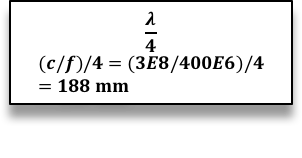 λ
4
(c/f)/4 = (3E8/400E6)/4
= 188 mm